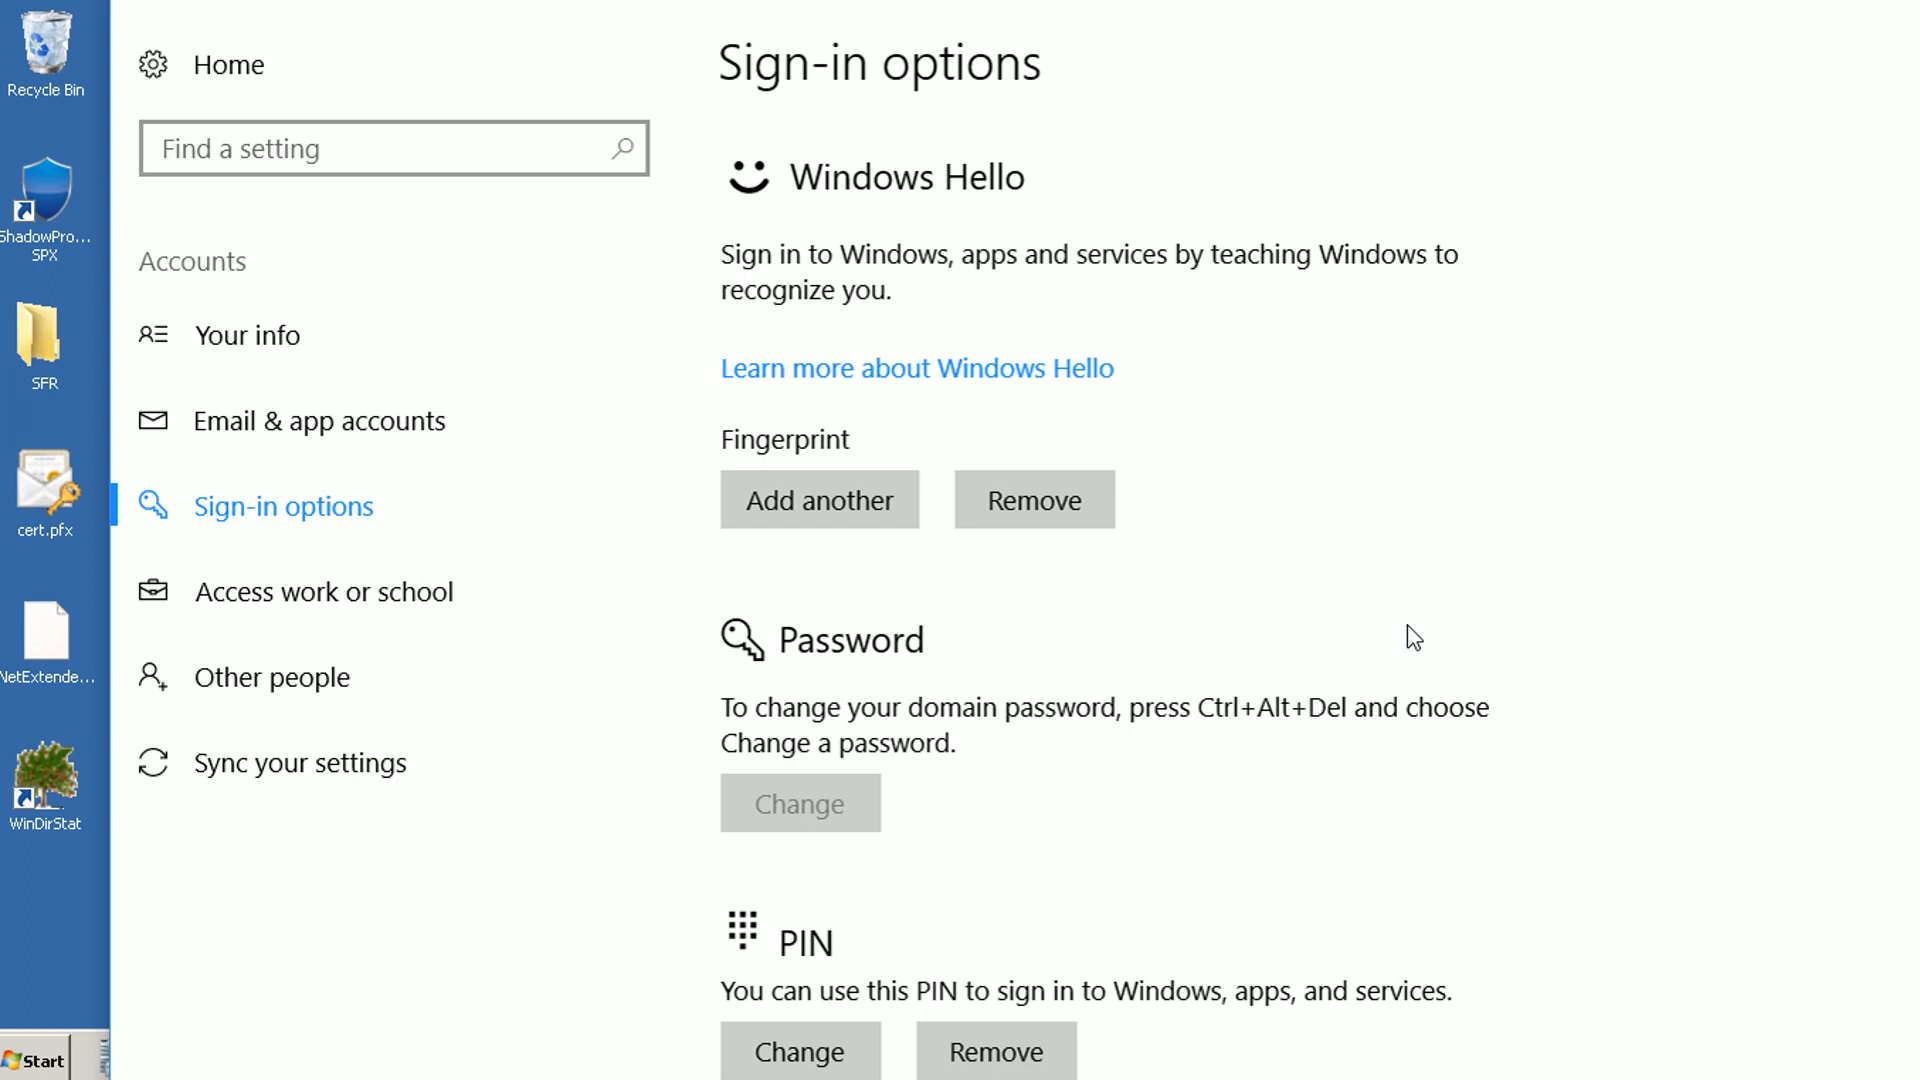 Recycle Bin
ShadowPro...
SPX
SFR
cert.pfx
NetExtende...
WinDirStat
Start
Home
Find a setting
Accounts
Your info
Email & app accounts
Sign-in options
Access work or school
Other people
Sync your settings
Sign-in options
Windows Hello
Sign in to Windows, apps and services by teaching Windows to
recognize you.
Learn more about Windows Hello
Fingerprint
Add another
Remove
Password
To change your domain password, press Ctrl+Alt+Del and choose
Change a password.
Change
PIN
You can use this PIN to sign in to Windows, apps, and services.
Change
Remove